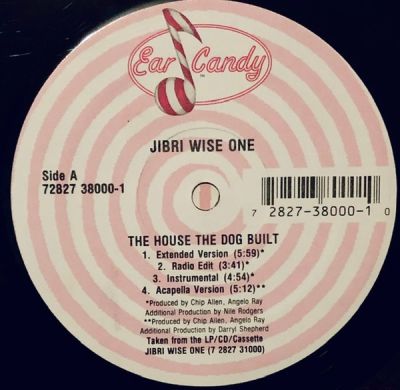 Ear Candy
TM
JIBRI WISE ONE
Side A
72827 38000-1
7 2827-38000-1 0
THE HOUSE THE DOG BUILT
1. Extended Version (5:59)*
2. Radio Edit (3:41)*
3. Instrumental (4:54)*
4. Acapella Version (5:12)**
*Produced by Chip Allen, Angelo Ray
Additional Production by Nile Rodgers
**Produced by Chip Allen, Angelo Ray
Additional Production by Darryl Shepherd
Taken from the LP/CD/Cassette
JIBRI WISE ONE (7 2827 31000)